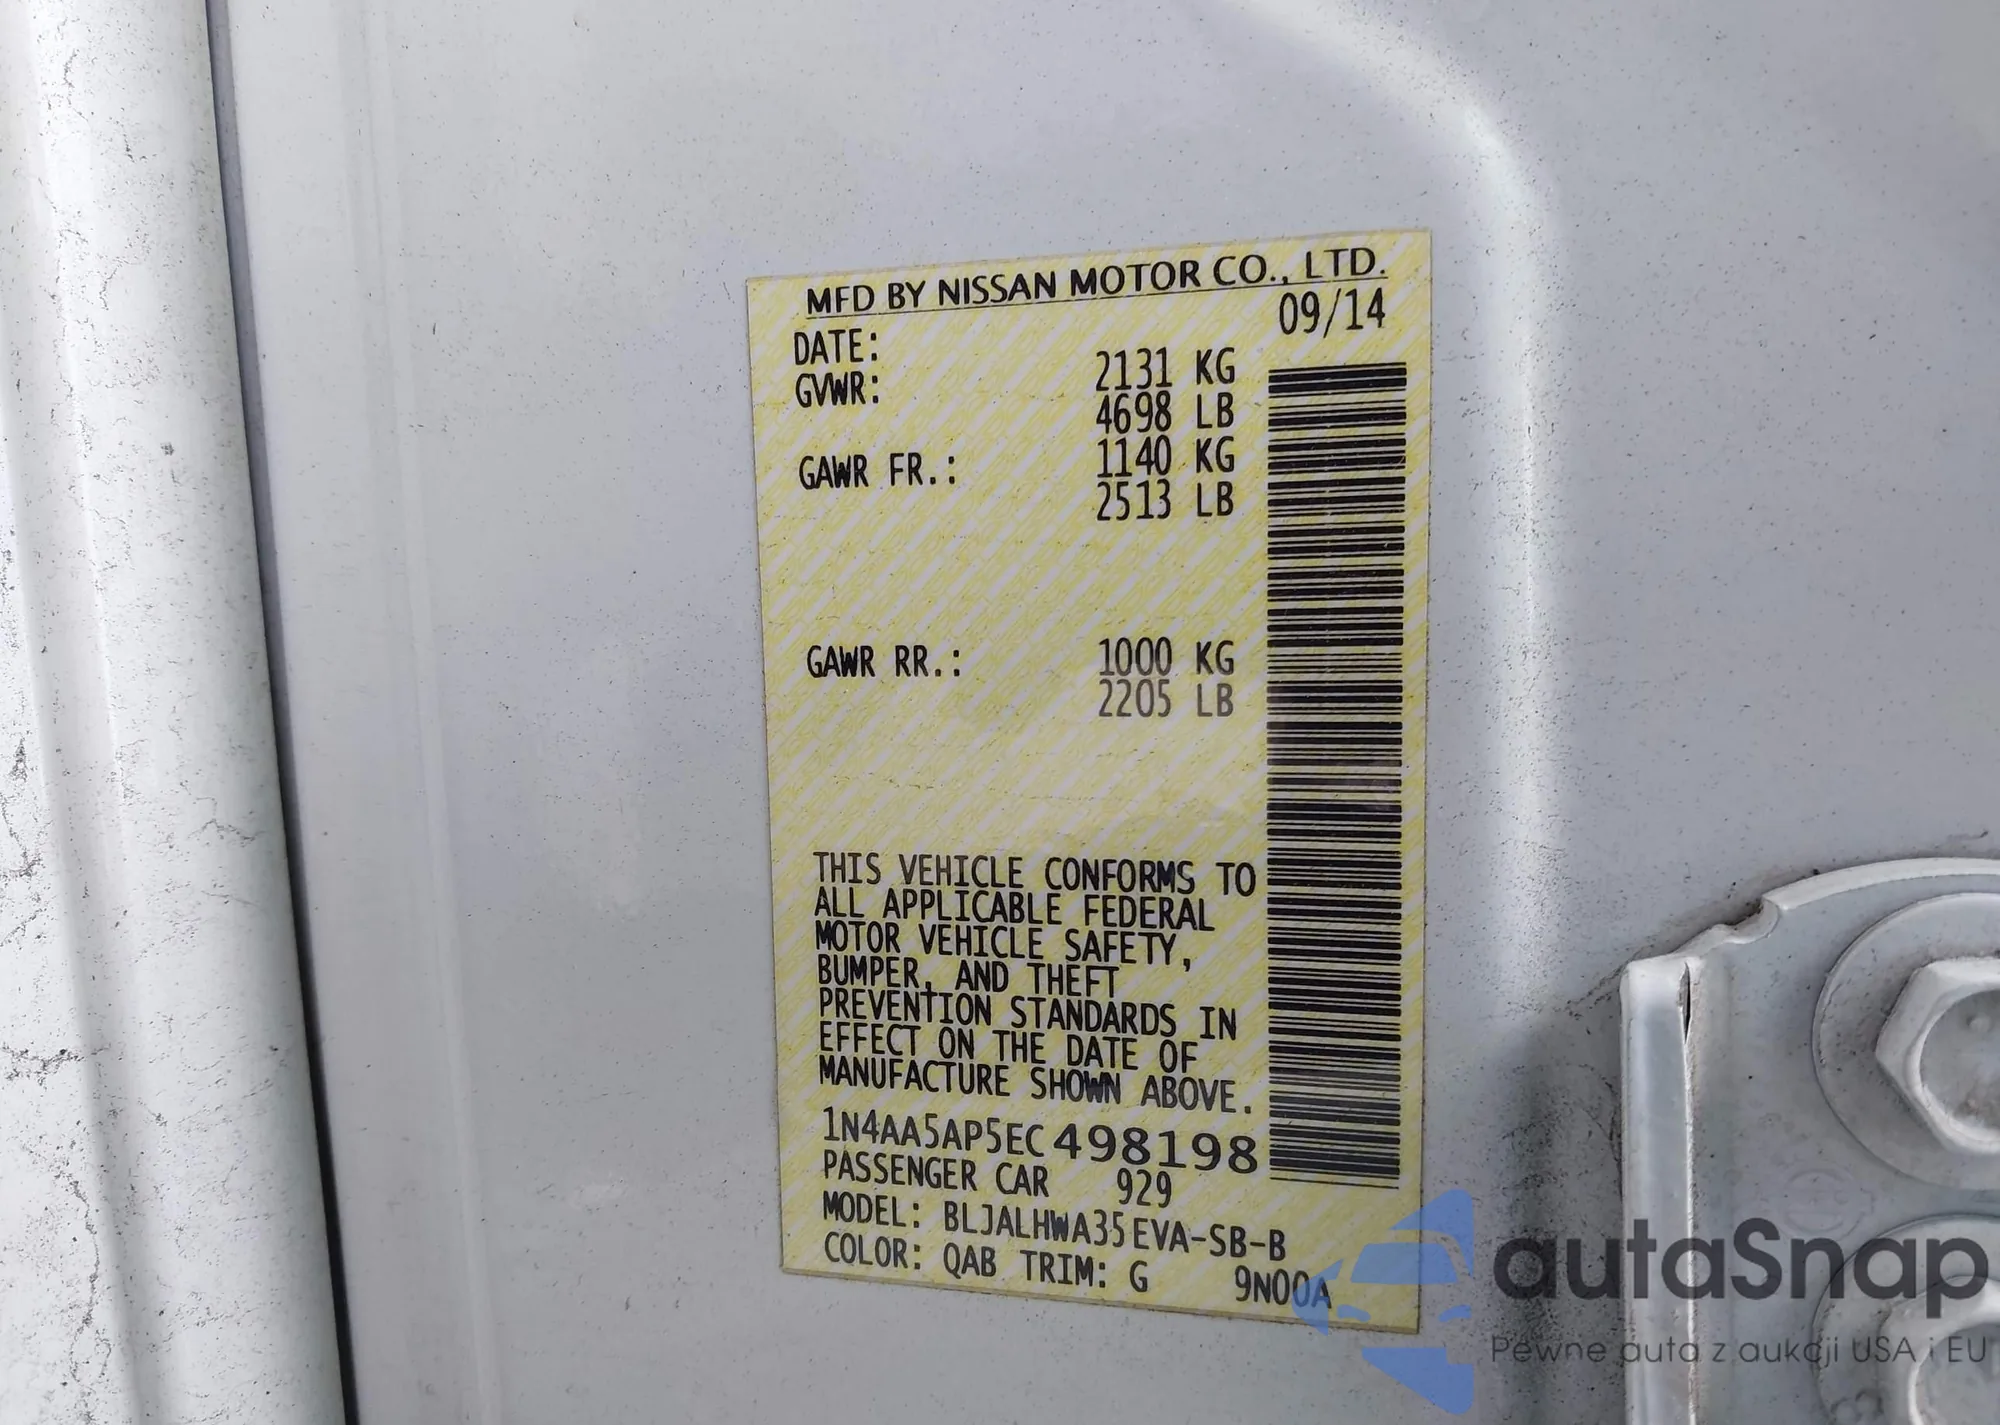 MFD BY NISSAN MOTOR CO., LTD.
DATE: 09/14
GVWR: 2131 KG
4698 LB
GAWR FR.: 1140 KG
2513 LB
GAWR RR.: 1000 KG
2205 LB
THIS VEHICLE CONFORMS TO
ALL APPLICABLE FEDERAL
MOTOR VEHICLE SAFETY,
BUMPER, AND THEFT
PREVENTION STANDARDS IN
EFFECT ON THE DATE OF
MANUFACTURE SHOWN ABOVE.
1N4AA5AP5EC498198
PASSENGER CAR 929
MODEL: BLJALHWA35EVA-SB-B
COLOR: QAB TRIM: G 9N00A
autaSnap
Pewne auta z aukcji USA i EU